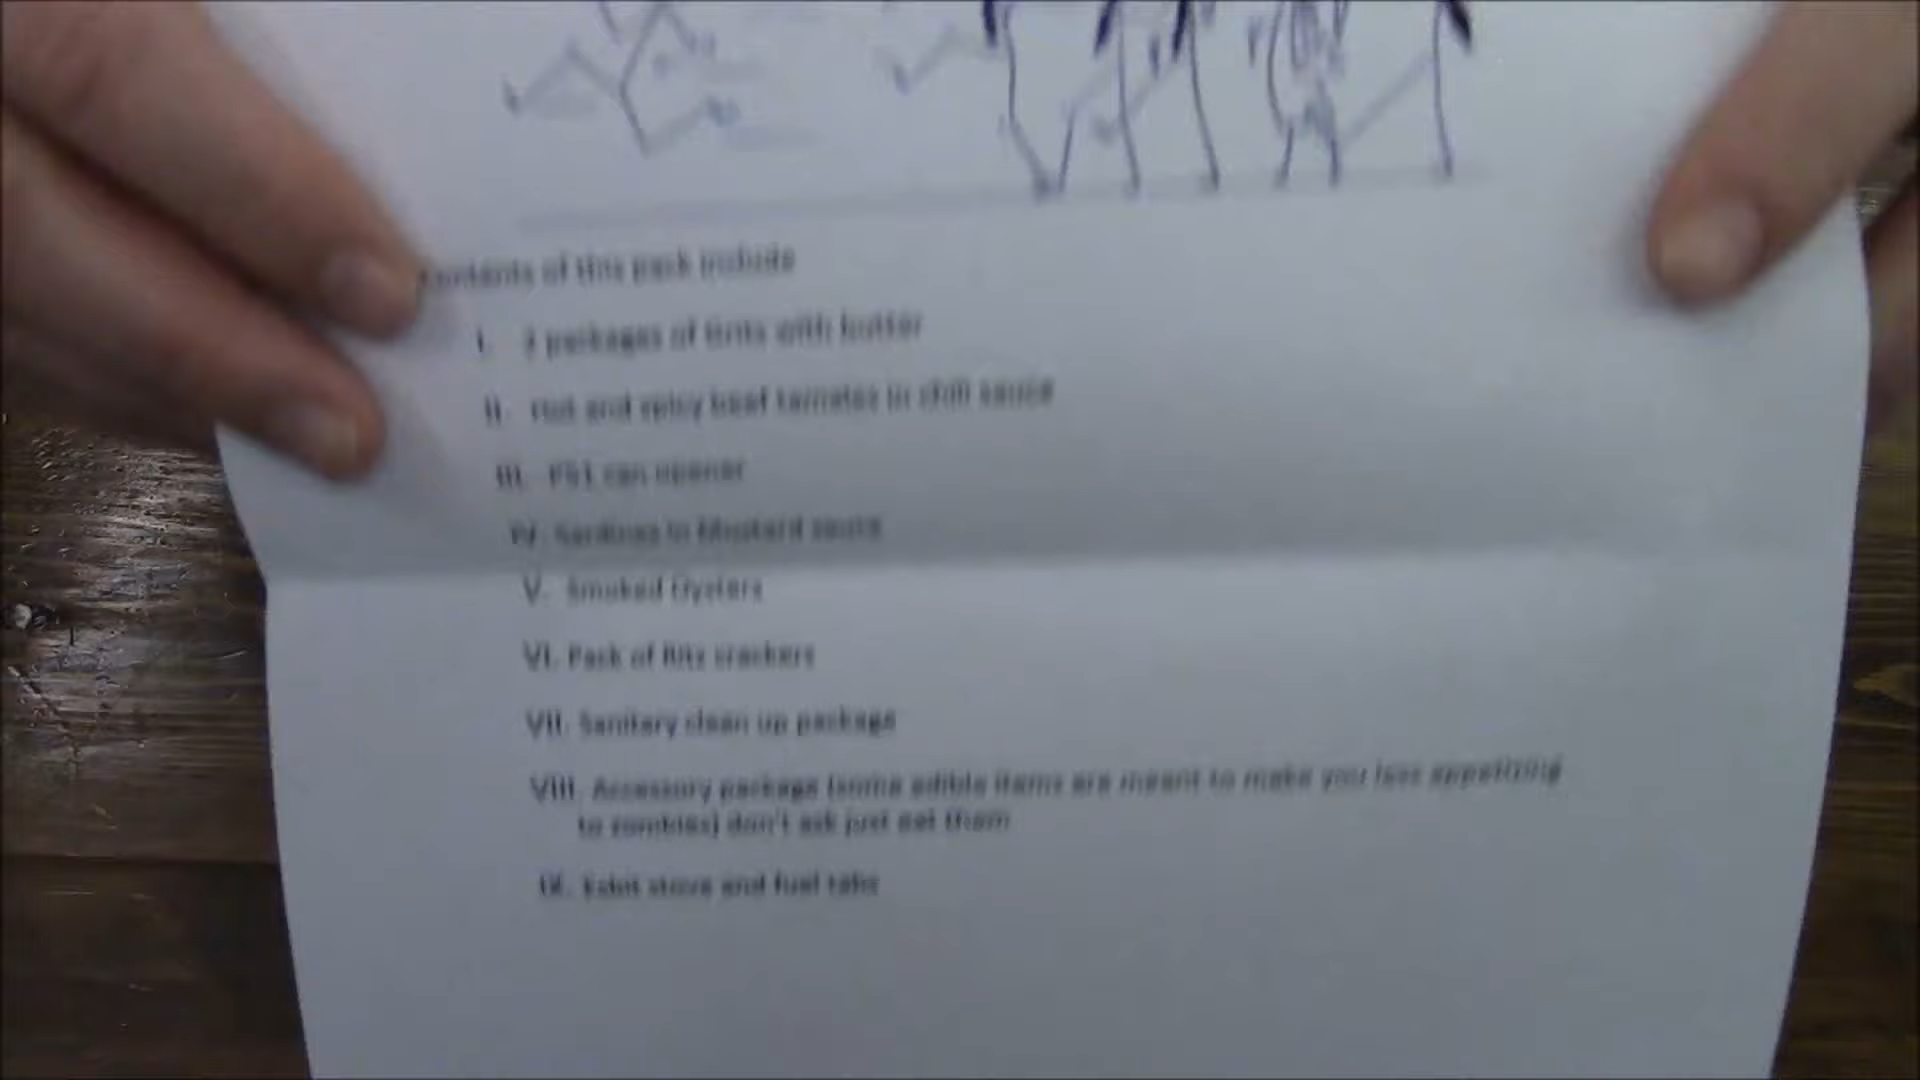 Contents of this pack include
I. 2 packages of Grits with butter
II. Hot and spicy beef tamales in chili sauce
III. P51 can opener
IV. Sardines in Mustard sauce
V. Smoked Oysters
VI. Pack of Ritz crackers
VII. Sanitary clean up package
VIII. Accessory package (some edible items are meant to make you less appetizing
to zombies) don't ask just eat them
IX. Esbit stove and fuel tabs